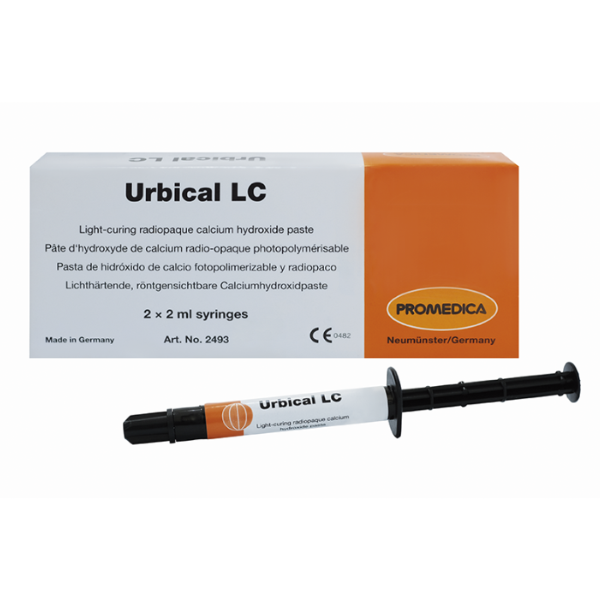 Urbical LC
Urbical LC
Light-curing radiopaque calcium hydroxide paste
Pâte d'hydroxyde de calcium radio-opaque photopolymérisable
Pasta de hidróxido de calcio fotopolimerizable y radiopaco
Lichthärtende, röntgensichtbare Calciumhydroxidpaste
2 × 2 ml syringes
Made in Germany Art. No. 2493 CE 0482
PROMEDICA
Neumünster/Germany
Urbical LC
Light-curing radiopaque calcium
hydroxide paste